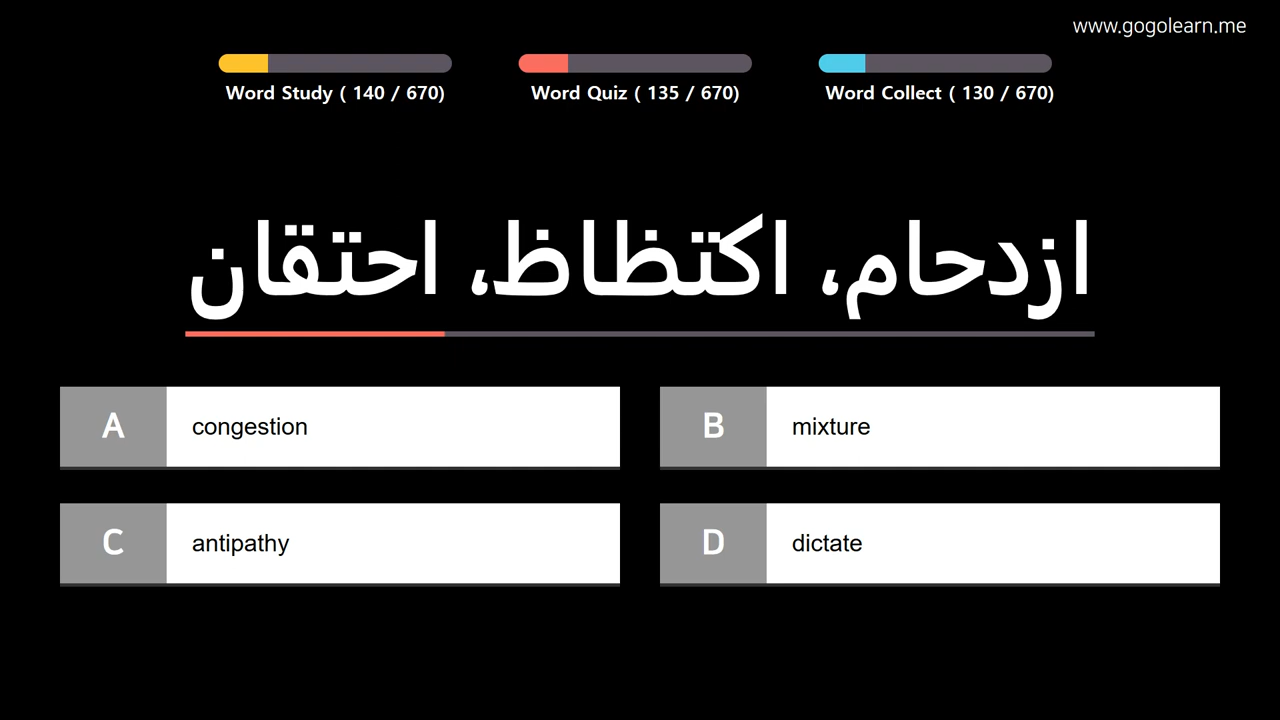 www.gogolearn.me
Word Study ( 140 / 670)
Word Quiz ( 135 / 670)
Word Collect ( 130 / 670)
ازدحام، اكتظاظ، احتقان
A congestion
B mixture
C antipathy
D dictate